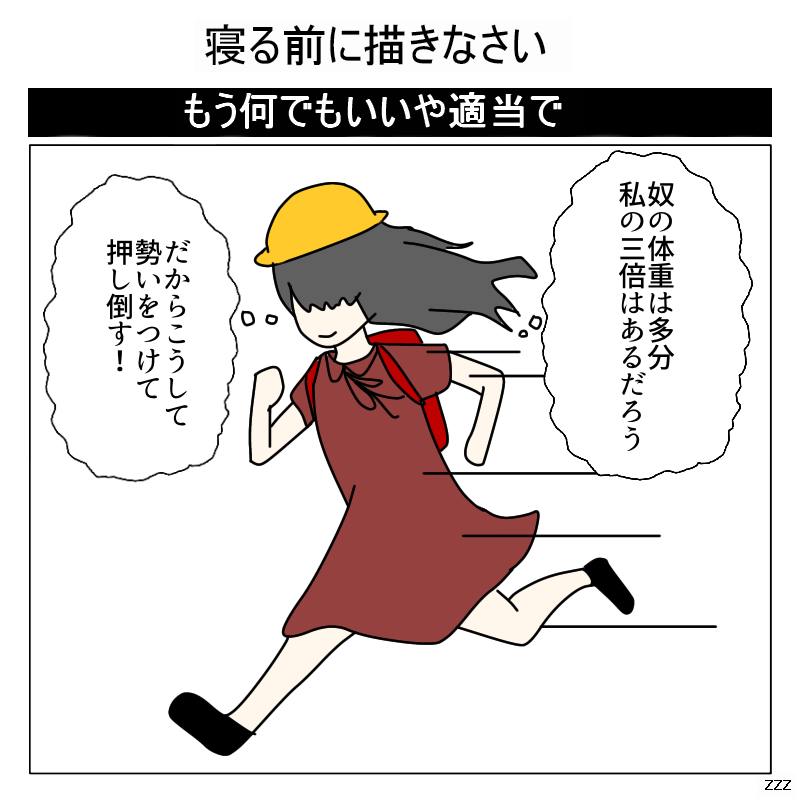 寝る前に描きなさい
もう何でもいいや適当で
奴の体重は多分
私の三倍はあるだろう
だからこうして
勢いをつけて
押し倒す！
zzz